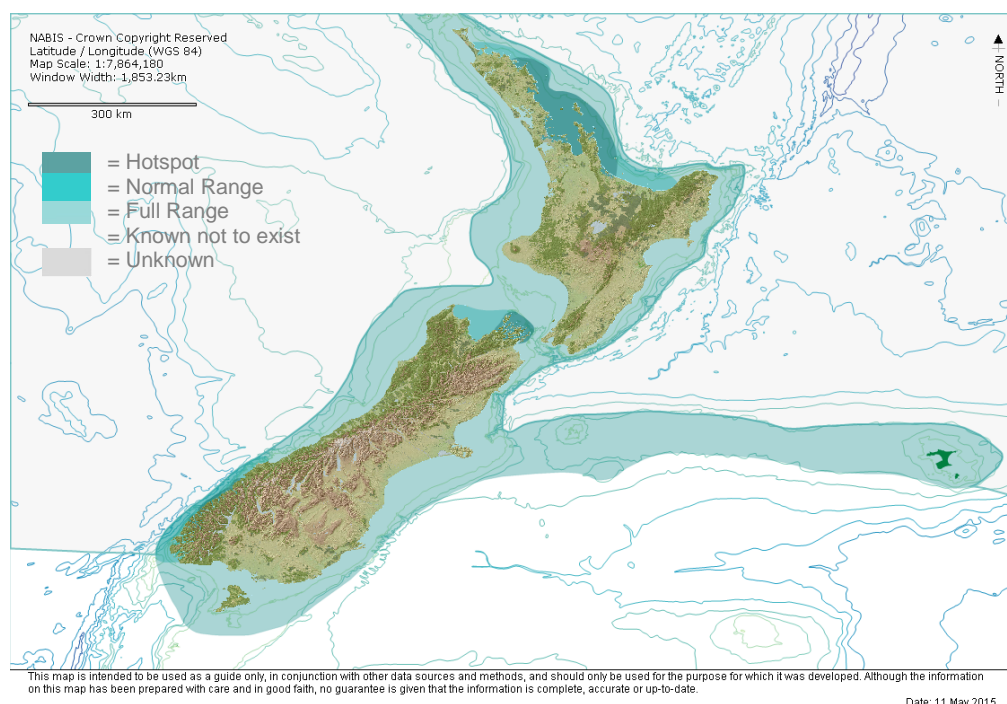 NABIS - Crown Copyright Reserved
Latitude / Longitude (WGS 84)
Map Scale: 1:7,864,180
Window Width: 1,853.23km
300 km
NORTH
= Hotspot
= Normal Range
= Full Range
= Known not to exist
= Unknown
This map is intended to be used as a guide only, in conjunction with other data sources and methods, and should only be used for the purpose for which it was developed. Although the information
on this map has been prepared with care and in good faith, no guarantee is given that the information is complete, accurate or up-to-date.
Date: 11 May 2015